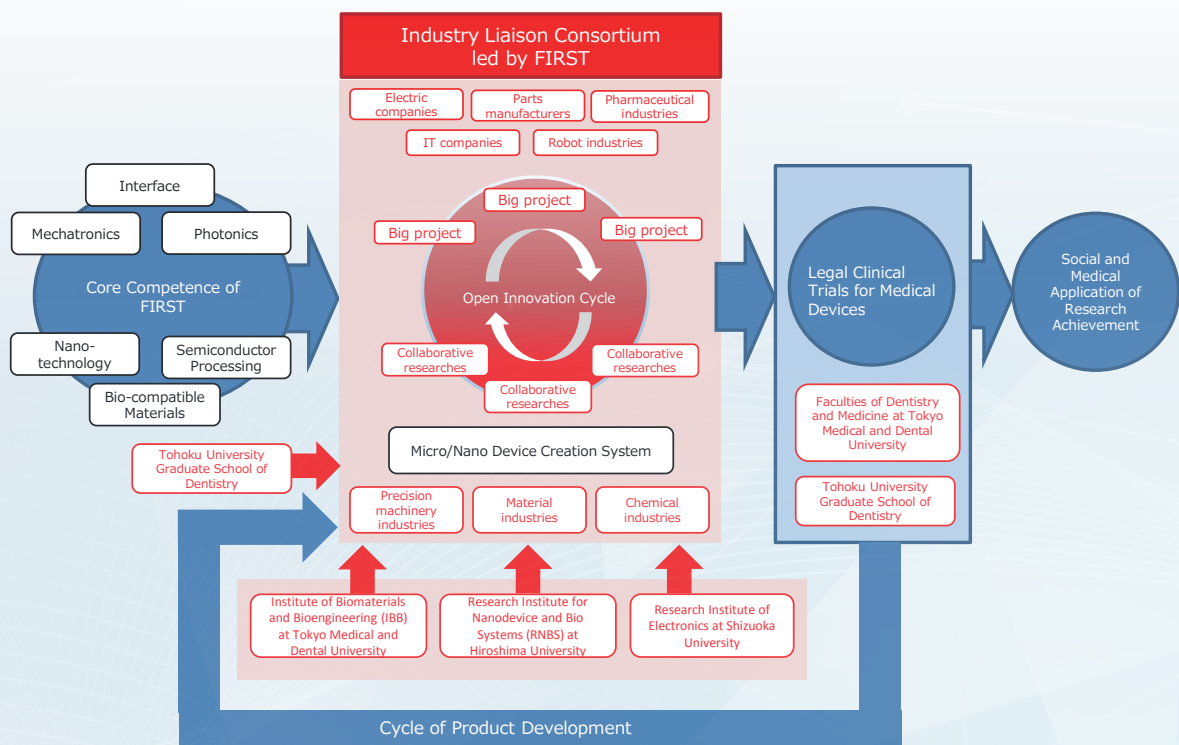 Industry Liaison Consortium
led by FIRST
Electric
companies
Parts
manufacturers
Pharmaceutical
industries
IT companies
Robot industries
Interface
Mechatronics
Photonics
Core Competence of
FIRST
Nano-
technology
Semiconductor
Processing
Bio-compatible
Materials
Big project
Big project
Big project
Open Innovation Cycle
Collaborative
researches
Collaborative
researches
Collaborative
researches
Micro/Nano Device Creation System
Tohoku University
Graduate School of
Dentistry
Precision
machinery
industries
Material
industries
Chemical
industries
Institute of Biomaterials
and Bioengineering (IBB)
at Tokyo Medical and
Dental University
Research Institute for
Nanodevice and Bio
Systems (RNBS) at
Hiroshima University
Research Institute of
Electronics at Shizuoka
University
Legal Clinical
Trials for Medical
Devices
Faculties of Dentistry
and Medicine at Tokyo
Medical and Dental
University
Tohoku University
Graduate School of
Dentistry
Social and
Medical
Application of
Research
Achievement
Cycle of Product Development